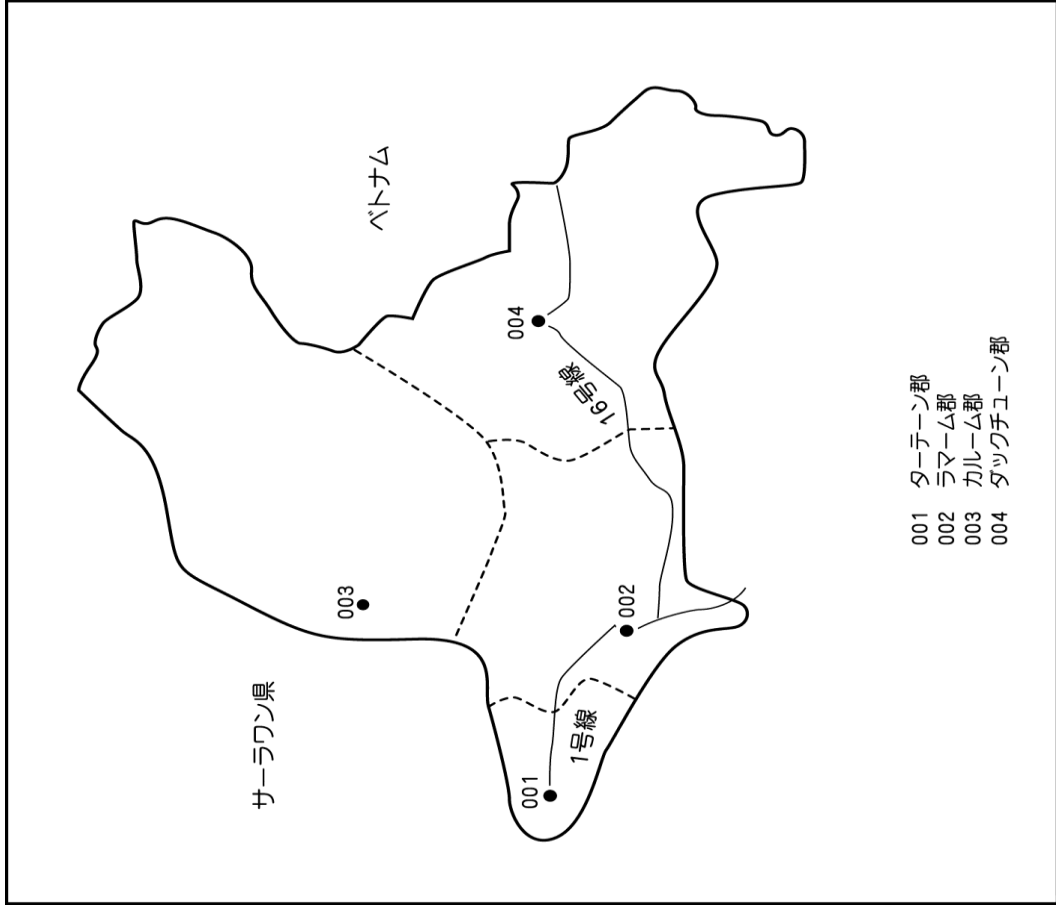 サーラワン県
ベトナム
003
004
16号線
002
001
1号線
001 ターテーン郡
002 ラマーム郡
003 カルーム郡
004 ダックチューン郡